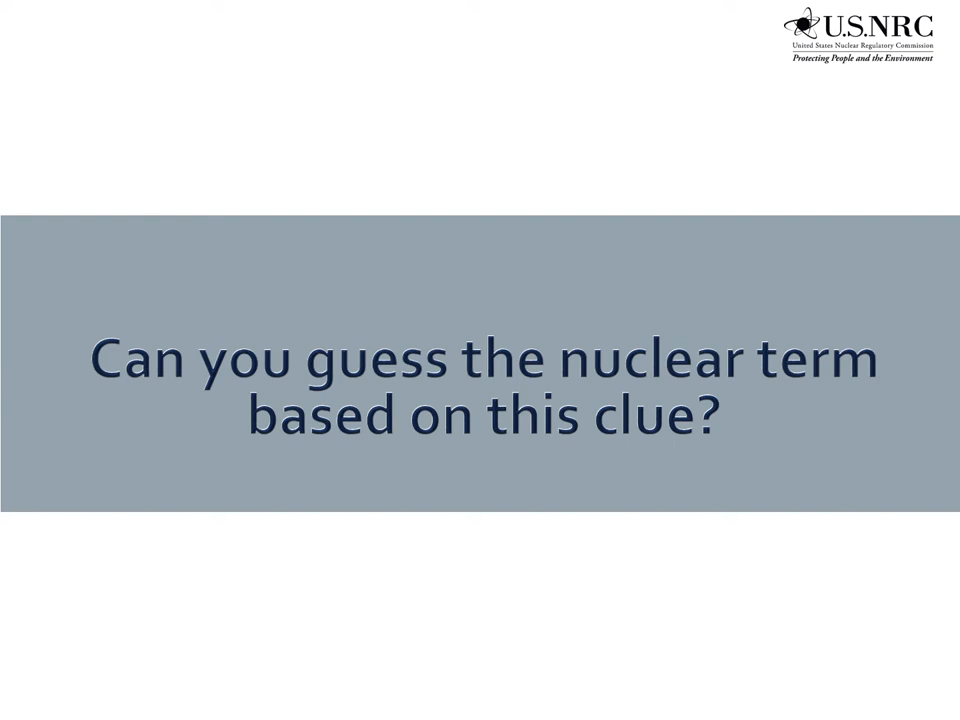 U.S.NRC
United States Nuclear Regulatory Commission
Protecting People and the Environment
Can you guess the nuclear term
based on this clue?